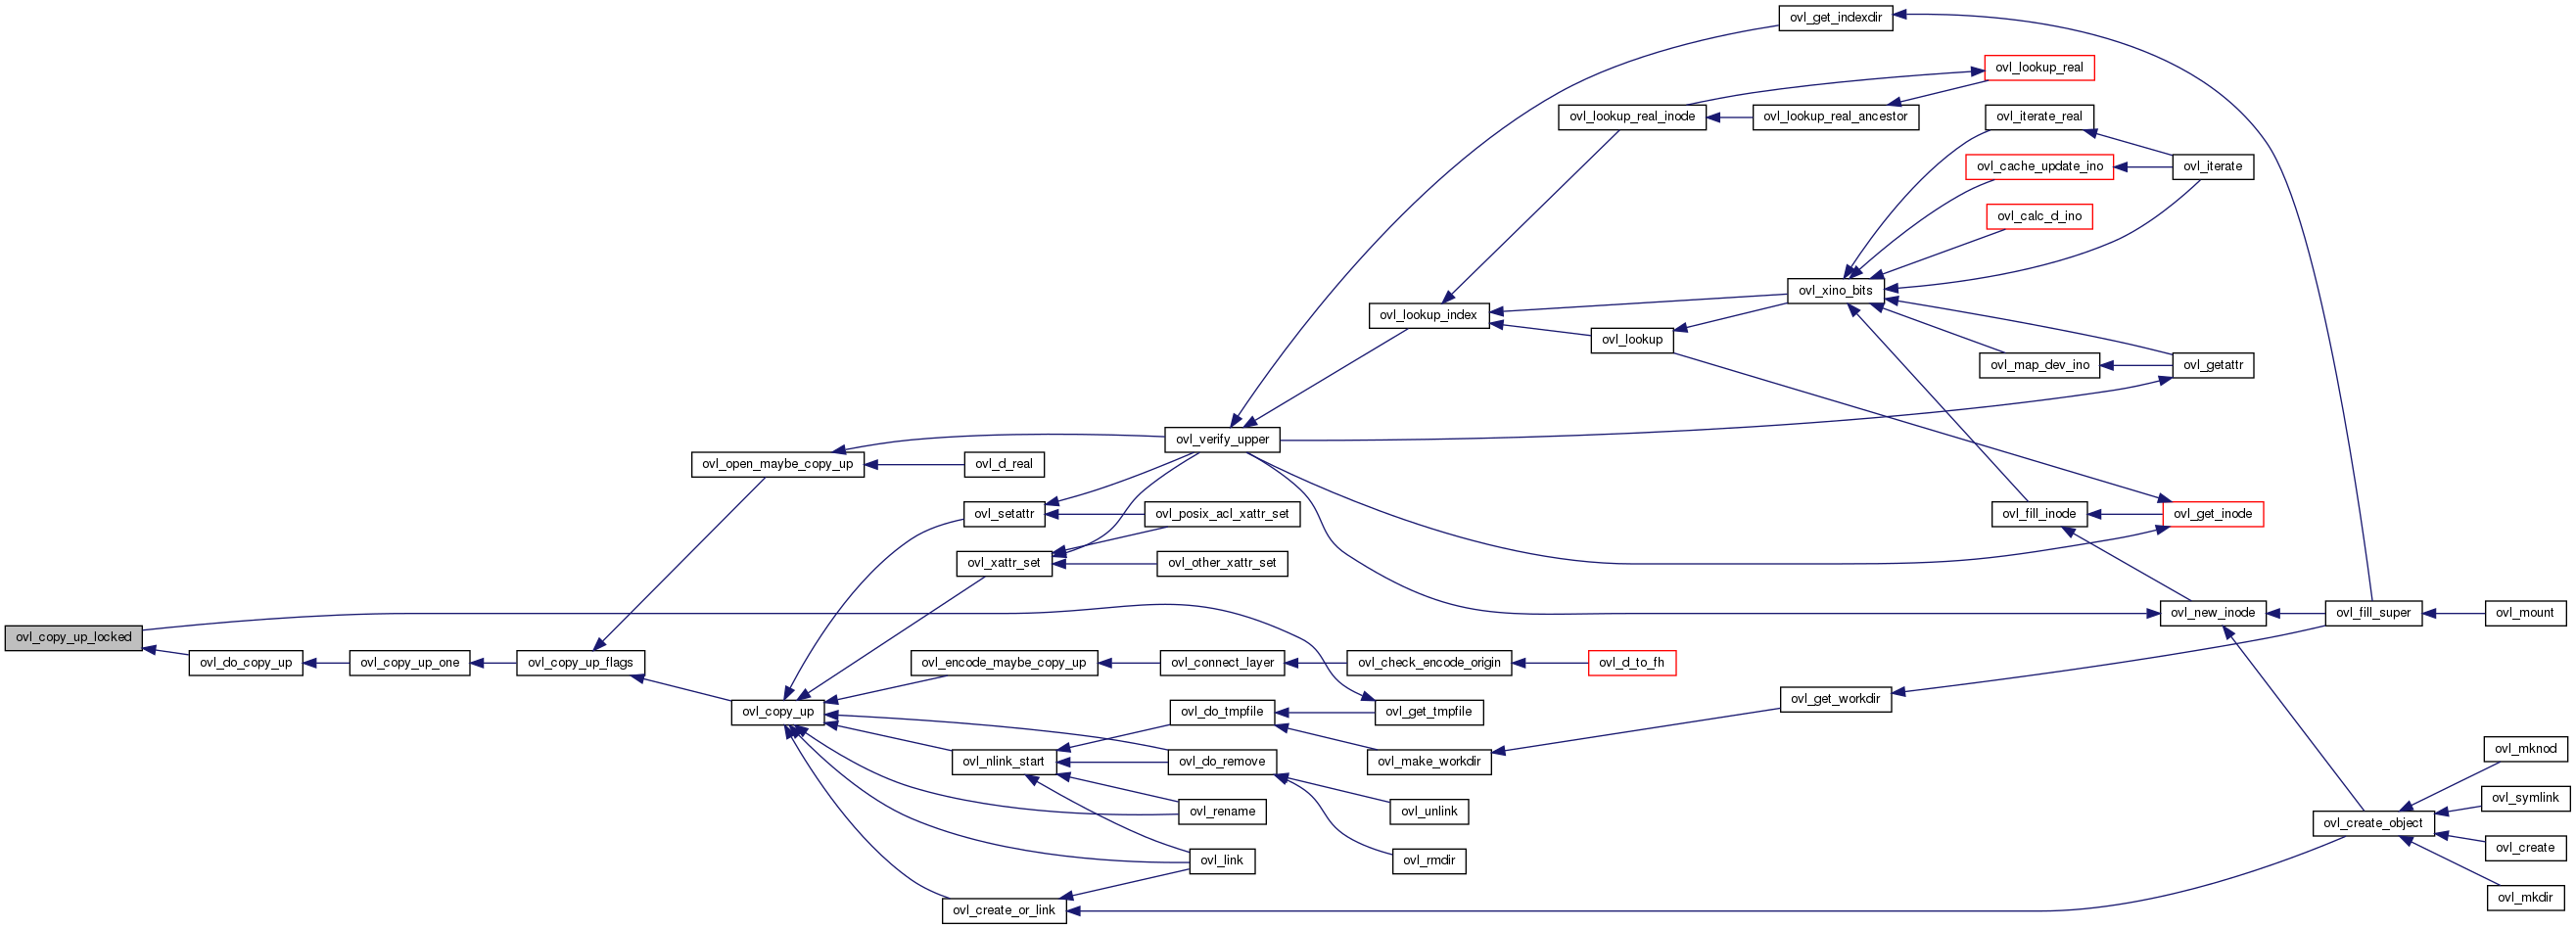 ovl_get_indexdir
ovl_lookup_real
ovl_lookup_real_inode
ovl_lookup_real_ancestor
ovl_iterate_real
ovl_cache_update_ino
ovl_iterate
ovl_calc_d_ino
ovl_xino_bits
ovl_lookup_index
ovl_lookup
ovl_map_dev_ino
ovl_getattr
ovl_verify_upper
ovl_open_maybe_copy_up
ovl_d_real
ovl_setattr
ovl_posix_acl_xattr_set
ovl_fill_inode
ovl_get_inode
ovl_xattr_set
ovl_other_xattr_set
ovl_new_inode
ovl_fill_super
ovl_mount
ovl_copy_up_locked
ovl_do_copy_up
ovl_copy_up_one
ovl_copy_up_flags
ovl_encode_maybe_copy_up
ovl_connect_layer
ovl_check_encode_origin
ovl_d_to_fh
ovl_get_workdir
ovl_copy_up
ovl_do_tmpfile
ovl_get_tmpfile
ovl_nlink_start
ovl_do_remove
ovl_make_workdir
ovl_mknod
ovl_rename
ovl_unlink
ovl_symlink
ovl_create_object
ovl_create
ovl_link
ovl_rmdir
ovl_mkdir
ovl_create_or_link